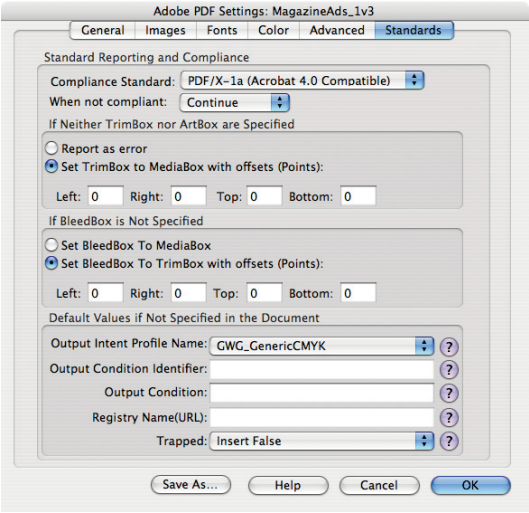 Adobe PDF Settings: MagazineAds_1v3
General Images Fonts Color Advanced Standards
Standard Reporting and Compliance
Compliance Standard: PDF/X-1a (Acrobat 4.0 Compatible)
When not compliant: Continue
If Neither TrimBox nor ArtBox are Specified
Report as error
Set TrimBox to MediaBox with offsets (Points):
Left: 0 Right: 0 Top: 0 Bottom: 0
If BleedBox is Not Specified
Set BleedBox To MediaBox
Set BleedBox To TrimBox with offsets (Points):
Left: 0 Right: 0 Top: 0 Bottom: 0
Default Values if Not Specified in the Document
Output Intent Profile Name: GWG_GenericCMYK ?
Output Condition Identifier: ?
Output Condition: ?
Registry Name(URL): ?
Trapped: Insert False ?
Save As... Help Cancel OK